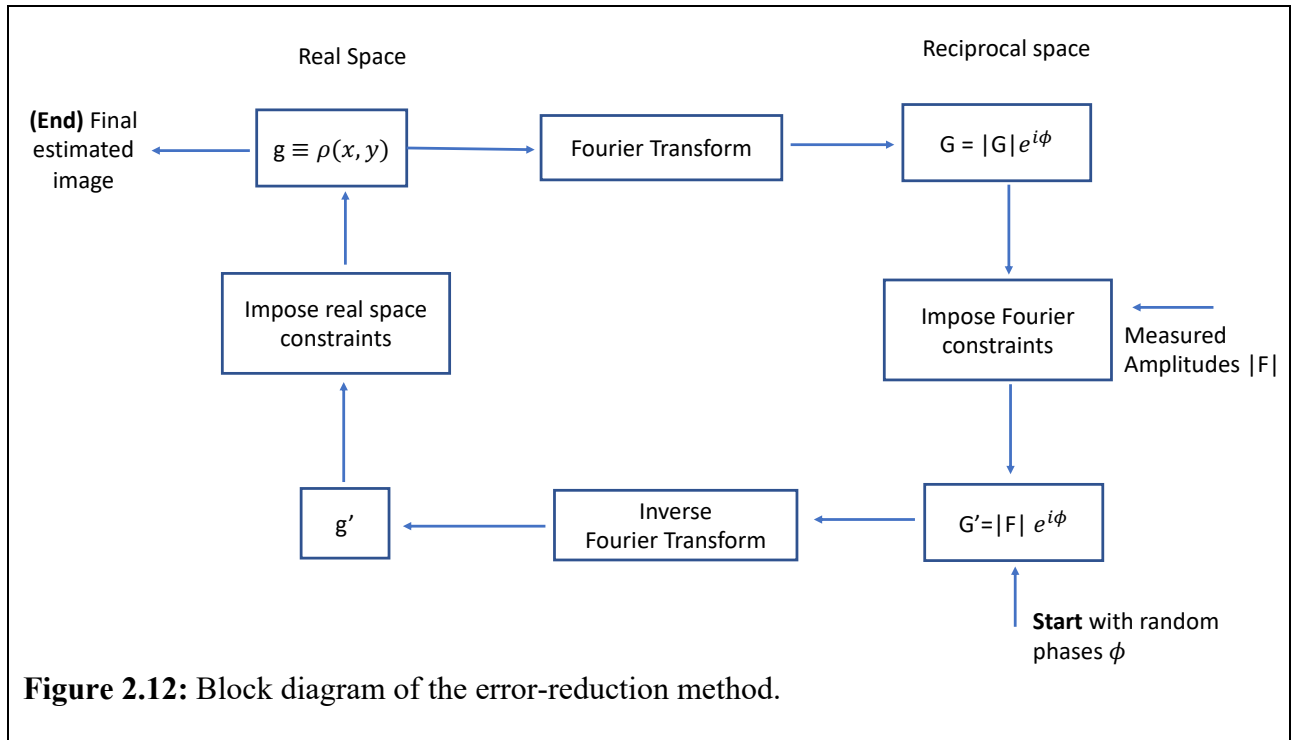 Real Space
Reciprocal space
(End) Final
estimated
image
g ≡ ρ(x, y)
Fourier Transform
G = |G|e^{iϕ}
Impose real space
constraints
Impose Fourier
constraints
Measured
Amplitudes |F|
g’
Inverse
Fourier Transform
G’=|F| e^{iϕ}
Start with random
phases ϕ
Figure 2.12: Block diagram of the error-reduction method.